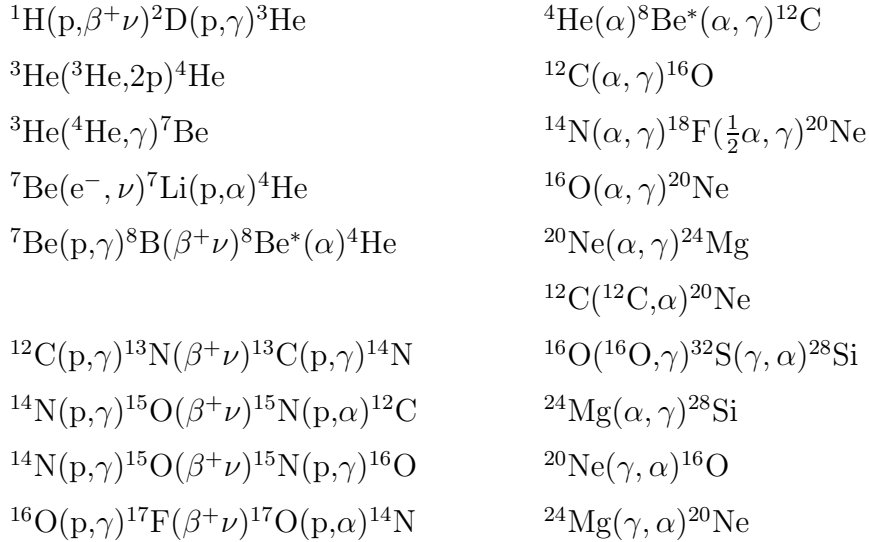 ¹H(p,β⁺ν)²D(p,γ)³He
³He(³He,2p)⁴He
³He(⁴He,γ)⁷Be
⁷Be(e⁻, ν)⁷Li(p,α)⁴He
⁷Be(p,γ)⁸B(β⁺ν)⁸Be*(α)⁴He
¹²C(p,γ)¹³N(β⁺ν)¹³C(p,γ)¹⁴N
¹⁴N(p,γ)¹⁵O(β⁺ν)¹⁵N(p,α)¹²C
¹⁴N(p,γ)¹⁵O(β⁺ν)¹⁵N(p,γ)¹⁶O
¹⁶O(p,γ)¹⁷F(β⁺ν)¹⁷O(p,α)¹⁴N
⁴He(α)⁸Be*(α, γ)¹²C
¹²C(α, γ)¹⁶O
¹⁴N(α, γ)¹⁸F(½α, γ)²⁰Ne
¹⁶O(α, γ)²⁰Ne
²⁰Ne(α, γ)²⁴Mg
¹²C(¹²C,α)²⁰Ne
¹⁶O(¹⁶O,γ)³²S(γ, α)²⁸Si
²⁴Mg(α, γ)²⁸Si
²⁰Ne(γ, α)¹⁶O
²⁴Mg(γ, α)²⁰Ne